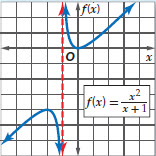 f(x)
O
x
f(x) = x²/(x + 1)